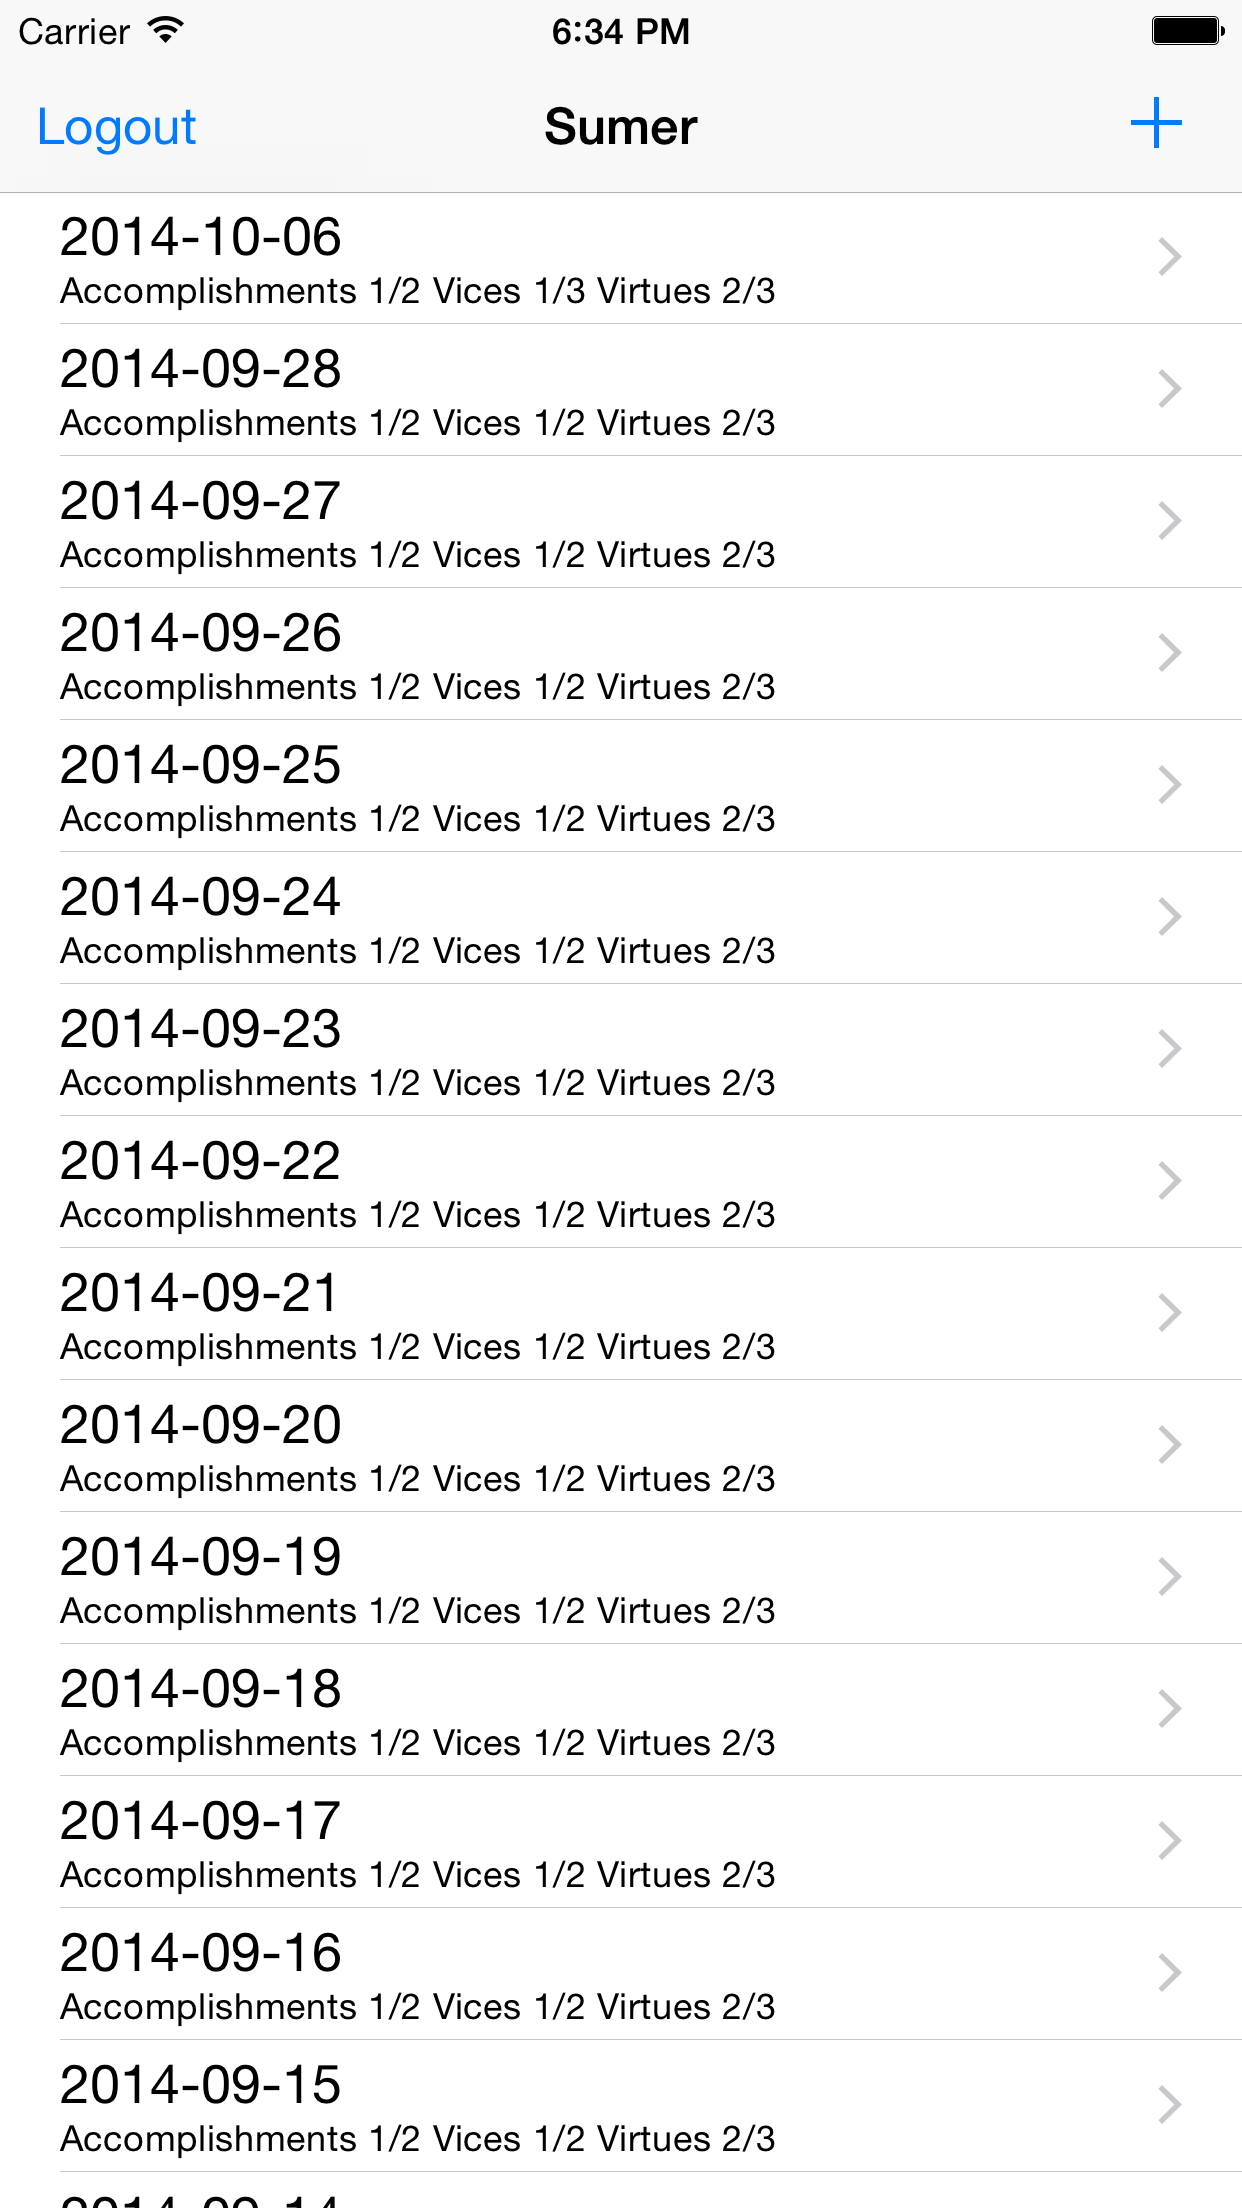 Carrier 6:34 PM
Logout Sumer
2014-10-06
Accomplishments 1/2 Vices 1/3 Virtues 2/3
2014-09-28
Accomplishments 1/2 Vices 1/2 Virtues 2/3
2014-09-27
Accomplishments 1/2 Vices 1/2 Virtues 2/3
2014-09-26
Accomplishments 1/2 Vices 1/2 Virtues 2/3
2014-09-25
Accomplishments 1/2 Vices 1/2 Virtues 2/3
2014-09-24
Accomplishments 1/2 Vices 1/2 Virtues 2/3
2014-09-23
Accomplishments 1/2 Vices 1/2 Virtues 2/3
2014-09-22
Accomplishments 1/2 Vices 1/2 Virtues 2/3
2014-09-21
Accomplishments 1/2 Vices 1/2 Virtues 2/3
2014-09-20
Accomplishments 1/2 Vices 1/2 Virtues 2/3
2014-09-19
Accomplishments 1/2 Vices 1/2 Virtues 2/3
2014-09-18
Accomplishments 1/2 Vices 1/2 Virtues 2/3
2014-09-17
Accomplishments 1/2 Vices 1/2 Virtues 2/3
2014-09-16
Accomplishments 1/2 Vices 1/2 Virtues 2/3
2014-09-15
Accomplishments 1/2 Vices 1/2 Virtues 2/3
2014-09-14